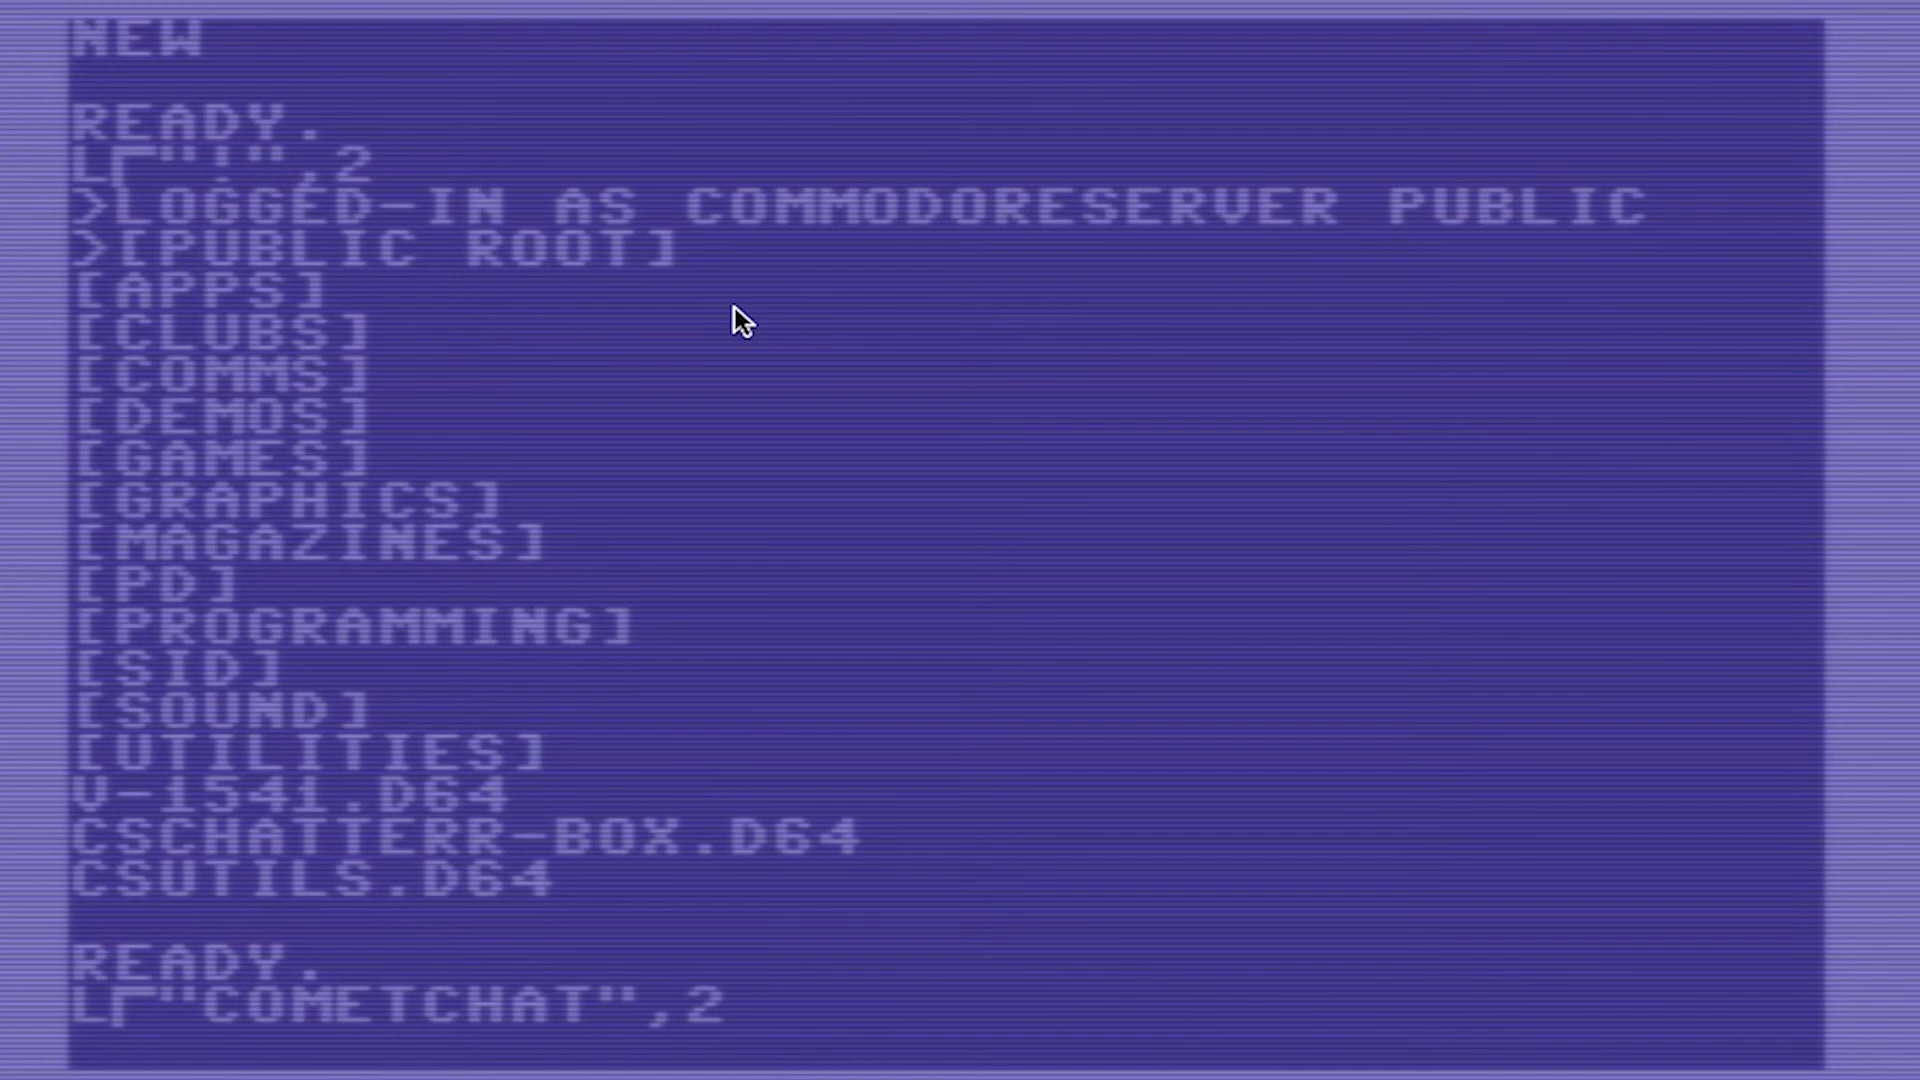 NEW
READY.
L┌"!",2
>LOGGED-IN AS COMMODORESERVER PUBLIC
>[PUBLIC ROOT]
[APPS]
[CLUBS]
[COMMS]
[DEMOS]
[GAMES]
[GRAPHICS]
[MAGAZINES]
[PD]
[PROGRAMMING]
[SID]
[SOUND]
[UTILITIES]
V-1541.D64
CSCHATTERR-BOX.D64
CSUTILS.D64
READY.
L┌"COMETCHAT",2